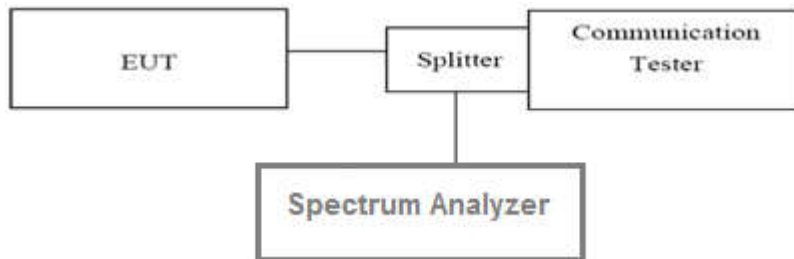 EUT
Splitter
Communication
Tester
Spectrum Analyzer